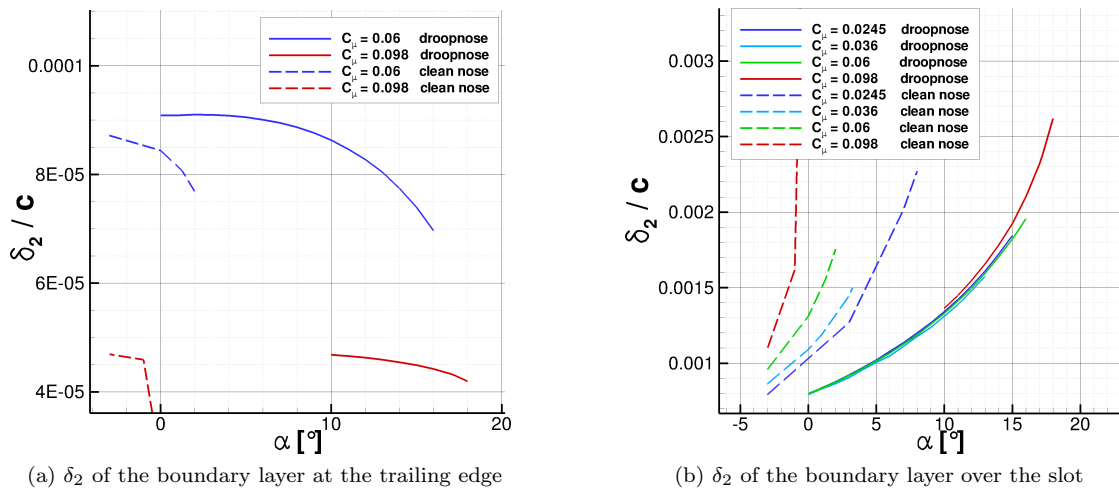 C_μ = 0.06 droopnose
C_μ = 0.098 droopnose
C_μ = 0.06 clean nose
C_μ = 0.098 clean nose
0.0001
8E-05
6E-05
4E-05
δ₂ / c
0 10 20
α [°]
(a) δ₂ of the boundary layer at the trailing edge
C_μ = 0.0245 droopnose
C_μ = 0.036 droopnose
C_μ = 0.06 droopnose
C_μ = 0.098 droopnose
C_μ = 0.0245 clean nose
C_μ = 0.036 clean nose
C_μ = 0.06 clean nose
C_μ = 0.098 clean nose
0.003
0.0025
0.002
0.0015
0.001
δ₂ / c
-5 0 5 10 15 20
α [°]
(b) δ₂ of the boundary layer over the slot